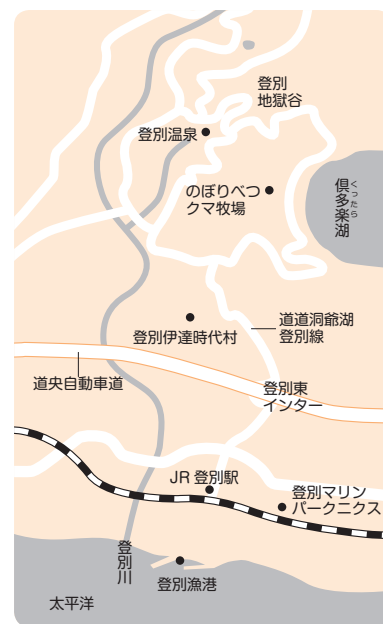 登別
地獄谷
登別温泉
のぼりべつ
クマ牧場
倶多楽湖
くったら
登別伊達時代村
道道洞爺湖
登別線
道央自動車道
登別東
インター
JR 登別駅
登別マリン
パークニクス
登別川
登別漁港
太平洋